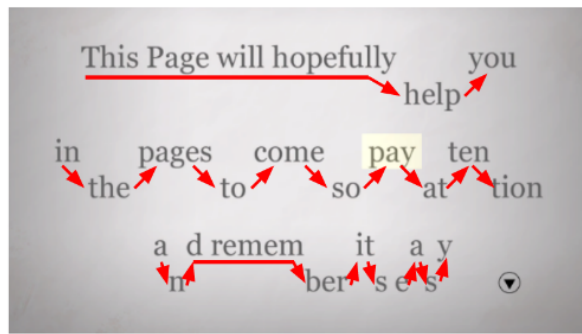 This Page will hopefully help you
in the pages to come so pay at ten tion
a n d remem ber it s e a s y